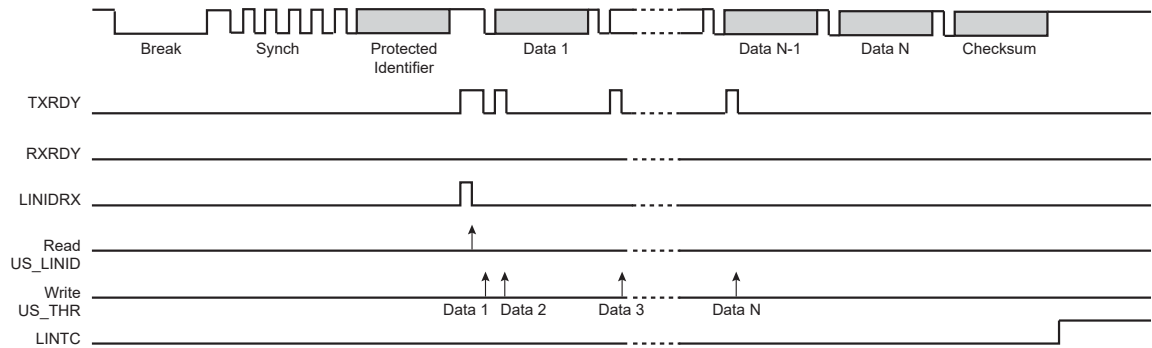 Break
Synch
Protected
Identifier
Data 1
Data N-1
Data N
Checksum
TXRDY
RXRDY
LINIDRX
Read
US_LINID
Write
US_THR
Data 1
Data 2
Data 3
Data N
LINTC